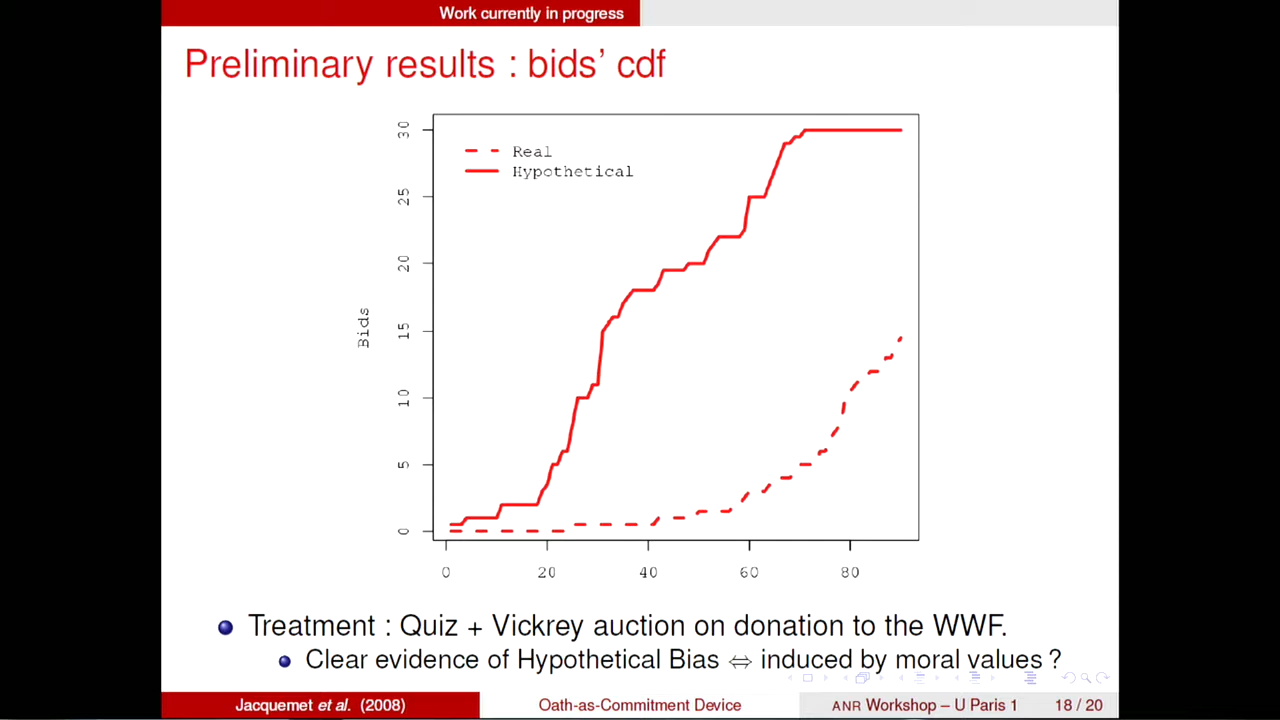 Work currently in progress
Preliminary results : bids’ cdf
30
25
20
15
10
5
0
Bids
Real
Hypothetical
0 20 40 60 80
Treatment : Quiz + Vickrey auction on donation to the WWF.
Clear evidence of Hypothetical Bias ⇔ induced by moral values ?
Jacquemet et al. (2008) Oath-as-Commitment Device ANR Workshop – U Paris 1 18 / 20